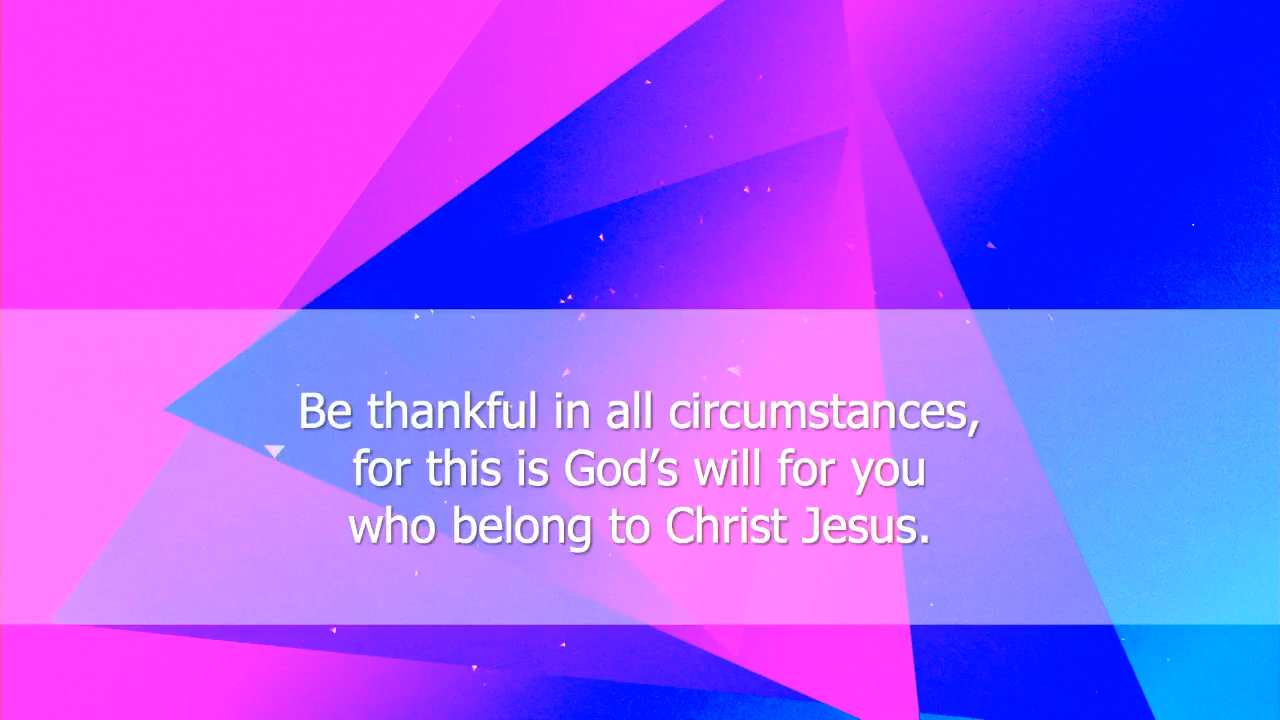 Be thankful in all circumstances,
for this is God’s will for you
who belong to Christ Jesus.